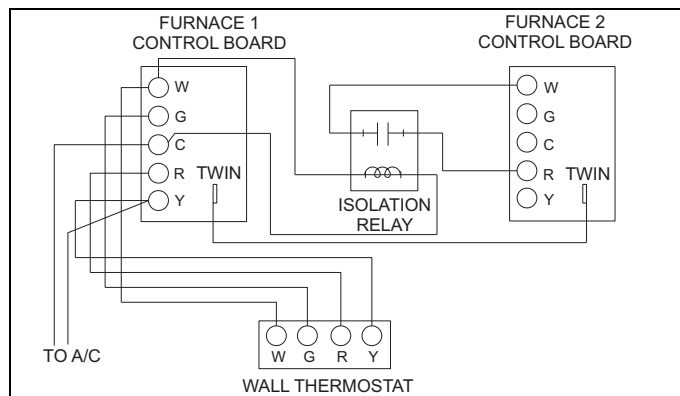 FURNACE 1
CONTROL BOARD
FURNACE 2
CONTROL BOARD
W
G
C
R
Y
TWIN
ISOLATION
RELAY
W
G
C
R
Y
TWIN
TO A/C
W G R Y
WALL THERMOSTAT